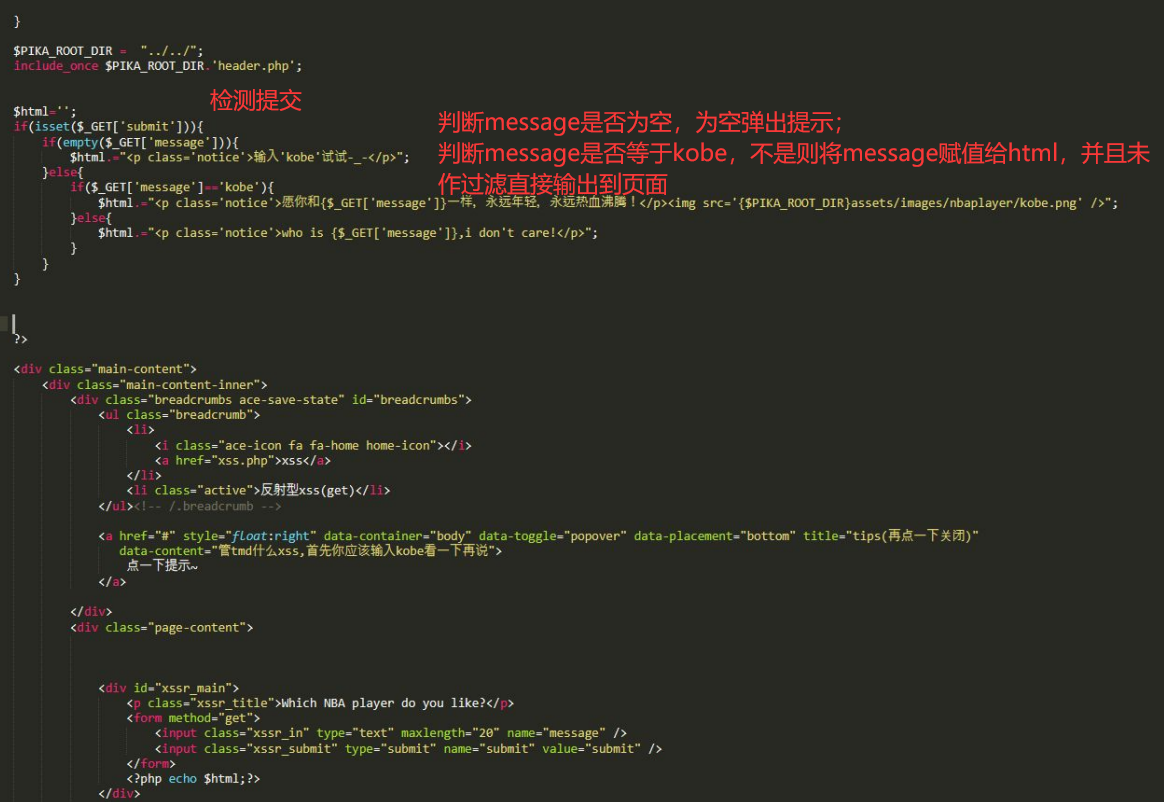 }
$PIKA_ROOT_DIR =  "../../";
include_once $PIKA_ROOT_DIR.'header.php';
$html='';
检测提交
if(isset($_GET['submit'])){
判断message是否为空，为空弹出提示；
if(empty($_GET['message'])){
$html.="<p class='notice'>输入'kobe'试试-_-</p>";
判断message是否等于kobe，不是则将message赋值给html，并且未
}else{
作过滤直接输出到页面
if($_GET['message']=='kobe'){
$html.="<p class='notice'>愿你和{$_GET['message']}一样，永远年轻，永远热血沸腾！</p><img src='{$PIKA_ROOT_DIR}assets/images/nbaplayer/kobe.png' />";
}else{
$html.="<p class='notice'>who is {$_GET['message']},i don't care!</p>";
}
}
}
?>
<div class="main-content">
<div class="main-content-inner">
<div class="breadcrumbs ace-save-state" id="breadcrumbs">
<ul class="breadcrumb">
<li>
<i class="ace-icon fa fa-home home-icon"></i>
<a href="xss.php">xss</a>
</li>
<li class="active">反射型xss(get)</li>
</ul><!-- /.breadcrumb -->
<a href="#" style="float:right" data-container="body" data-toggle="popover" data-placement="bottom" title="tips(再点一下关闭)"
data-content="管tmd什么xss,首先你应该输入kobe看一下再说">
点一下提示~
</a>
</div>
<div class="page-content">
<div id="xssr_main">
<p class="xssr_title">Which NBA player do you like?</p>
<form method="get">
<input class="xssr_in" type="text" maxlength="20" name="message" />
<input class="xssr_submit" type="submit" name="submit" value="submit" />
</form>
<?php echo $html;?>
</div>